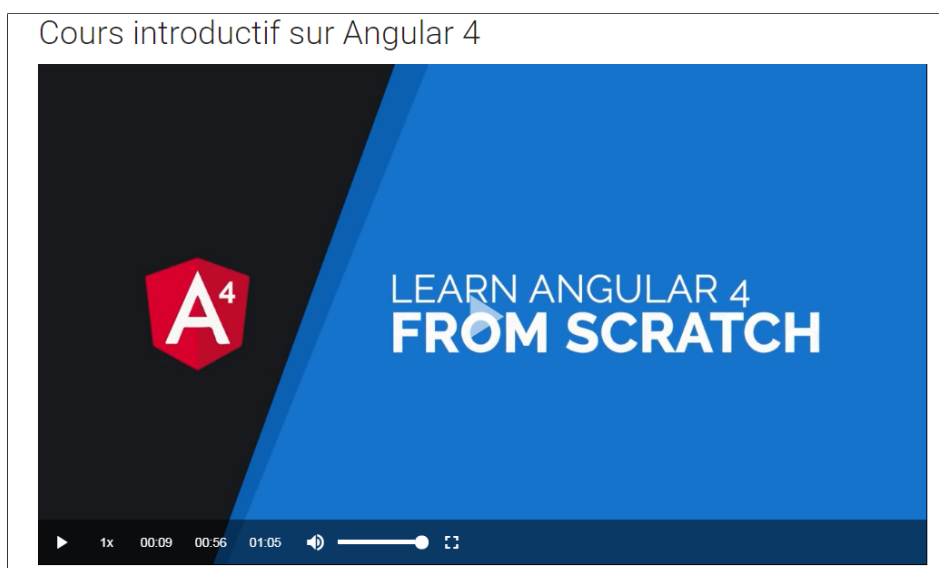 Cours introductif sur Angular 4
A4
LEARN ANGULAR 4
FROM SCRATCH
1x 00:09 00:56 01:05